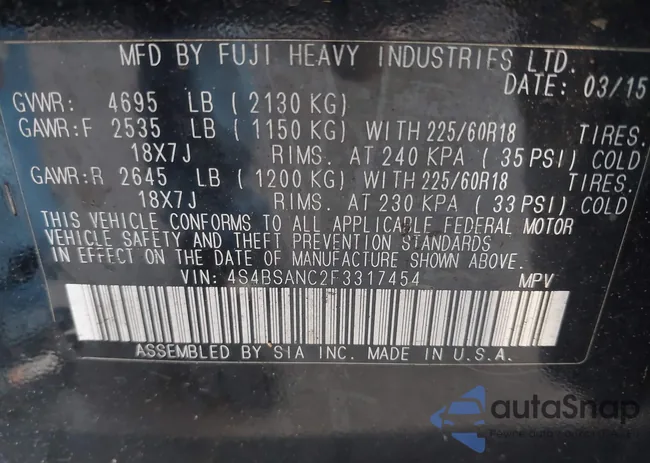 MFD BY FUJI HEAVY INDUSTRIES LTD.
DATE: 03/15
GVWR: 4695 LB ( 2130 KG)
GAWR:F 2535 LB ( 1150 KG) WITH 225/60R18 TIRES.
18X7J RIMS. AT 240 KPA ( 35 PSI) COLD
GAWR:R 2645 LB ( 1200 KG) WITH 225/60R18 TIRES.
18X7J RIMS. AT 230 KPA ( 33 PSI) COLD
THIS VEHICLE CONFORMS TO ALL APPLICABLE FEDERAL MOTOR
VEHICLE SAFETY AND THEFT PREVENTION STANDARDS
IN EFFECT ON THE DATE OF MANUFACTURE SHOWN ABOVE.
VIN: 4S4BSANC2F3317454 MPV
ASSEMBLED BY SIA INC. MADE IN U.S.A.
autaSnap